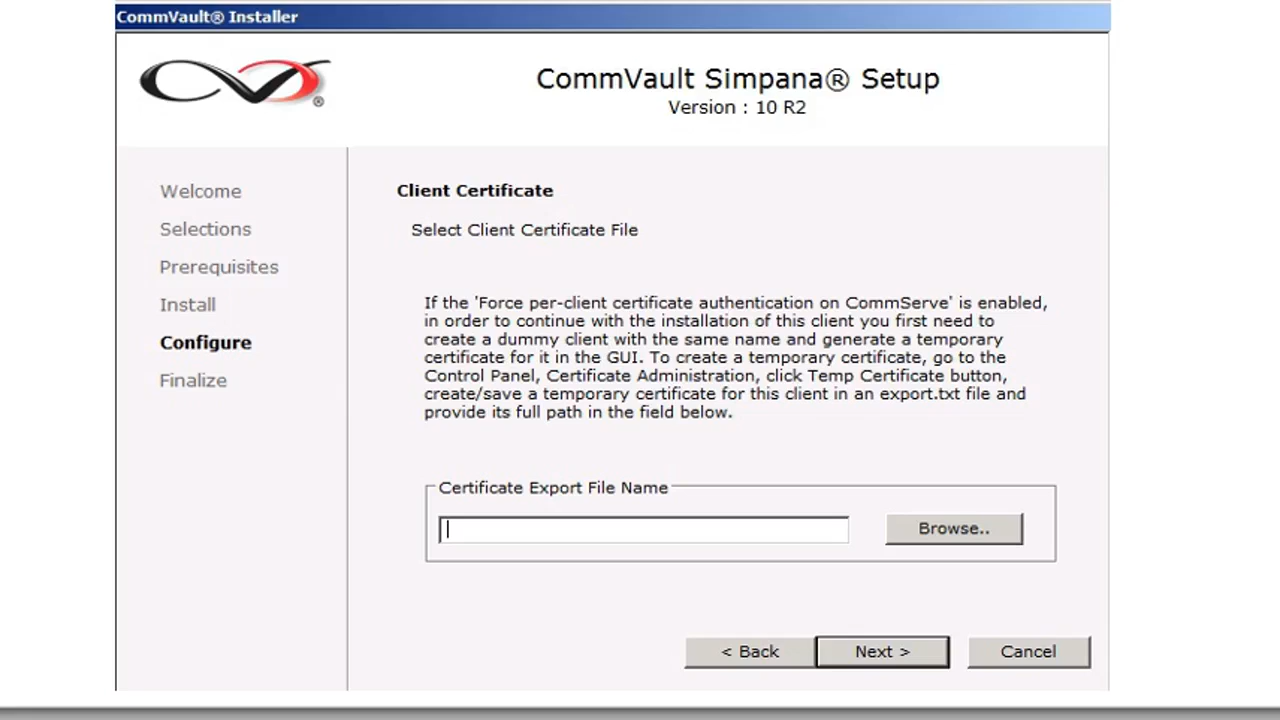 CommVault® Installer
CommVault Simpana® Setup
Version : 10 R2
®
Welcome
Selections
Prerequisites
Install
Configure
Finalize
Client Certificate
Select Client Certificate File
If the 'Force per-client certificate authentication on CommServe' is enabled,
in order to continue with the installation of this client you first need to
create a dummy client with the same name and generate a temporary
certificate for it in the GUI. To create a temporary certificate, go to the
Control Panel, Certificate Administration, click Temp Certificate button,
create/save a temporary certificate for this client in an export.txt file and
provide its full path in the field below.
Certificate Export File Name
Browse..
< Back
Next >
Cancel